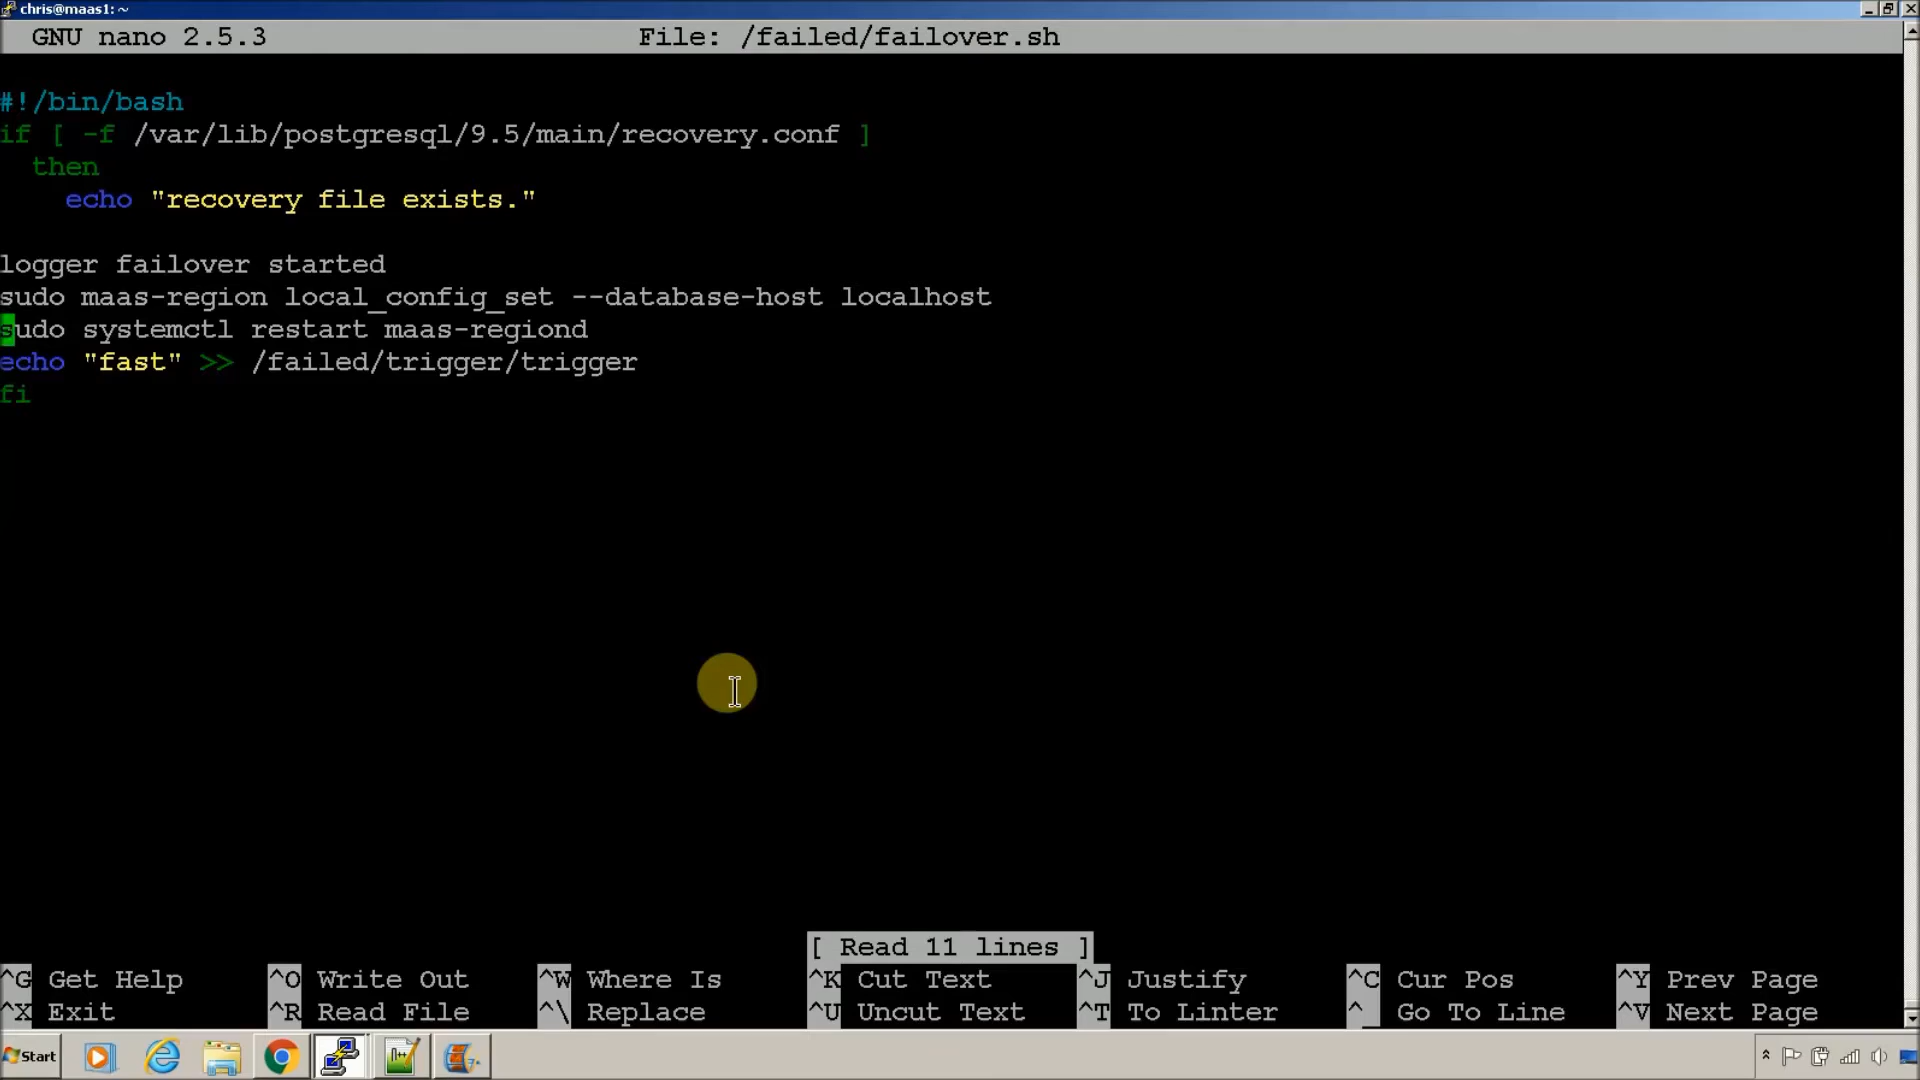 chris@maas1: ~
GNU nano 2.5.3 File: /failed/failover.sh
#!/bin/bash
if [ -f /var/lib/postgresql/9.5/main/recovery.conf ]
  then
    echo "recovery file exists."
logger failover started
sudo maas-region local_config_set --database-host localhost
sudo systemctl restart maas-regiond
echo "fast" >> /failed/trigger/trigger
fi
[ Read 11 lines ]
^G Get Help ^O Write Out ^W Where Is ^K Cut Text ^J Justify ^C Cur Pos ^Y Prev Page
^X Exit ^R Read File ^\ Replace ^U Uncut Text ^T To Linter ^_ Go To Line ^V Next Page
Start